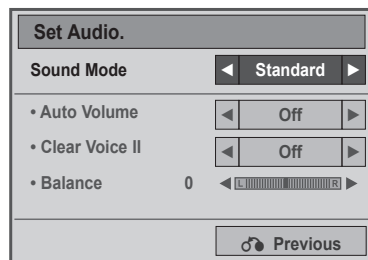 Set Audio.
Sound Mode ◀ Standard ▶
• Auto Volume ◀ Off ▶
• Clear Voice II ◀ Off ▶
• Balance 0 ◀ L R ▶
Previous